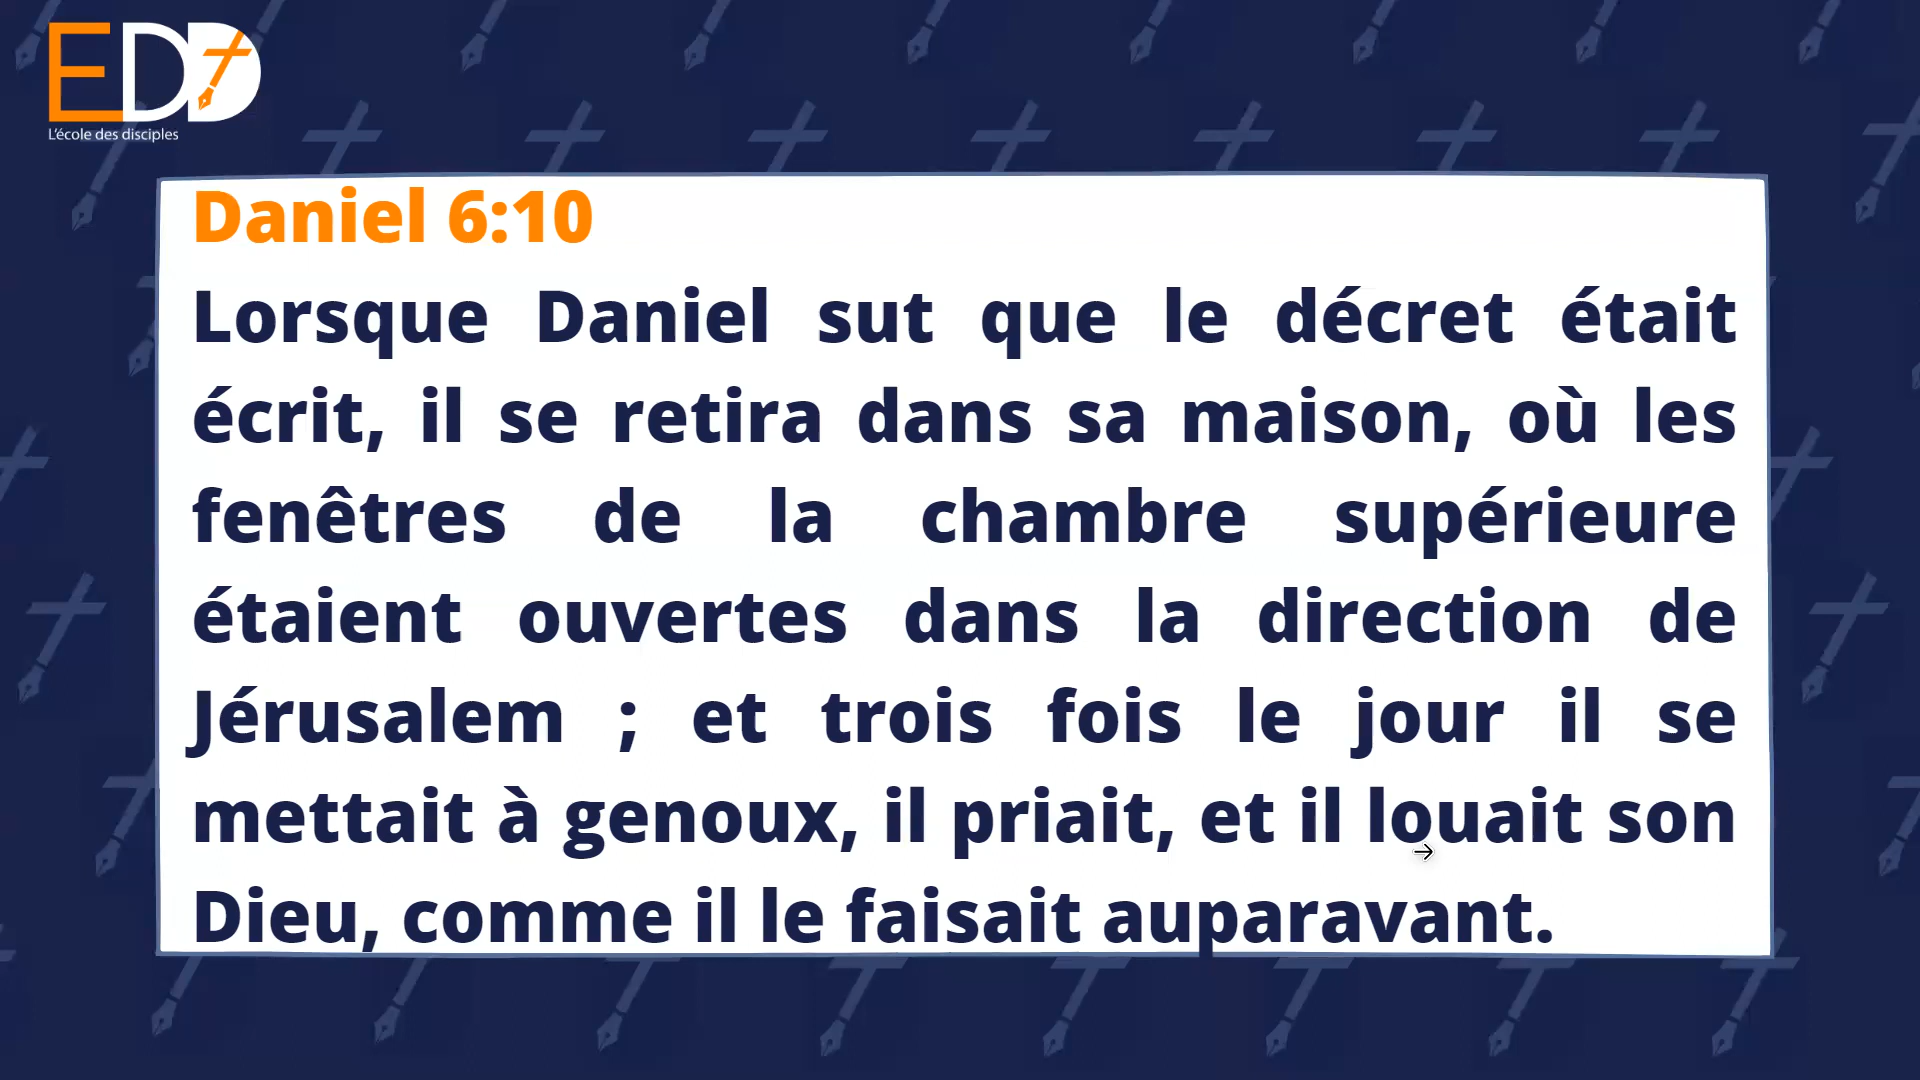 EDD
L'école des disciples
Daniel 6:10
Lorsque Daniel sut que le décret était
écrit, il se retira dans sa maison, où les
fenêtres de la chambre supérieure
étaient ouvertes dans la direction de
Jérusalem ; et trois fois le jour il se
mettait à genoux, il priait, et il louait son
Dieu, comme il le faisait auparavant.